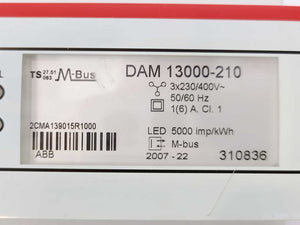 TS 27.51 063 M-Bus
DAM 13000-210
3x230/400V~
50/60 Hz
1(6) A. Cl. 1
2CMA139015R1000
LED 5000 imp/kWh
M-bus
ABB
2007 - 22
310836